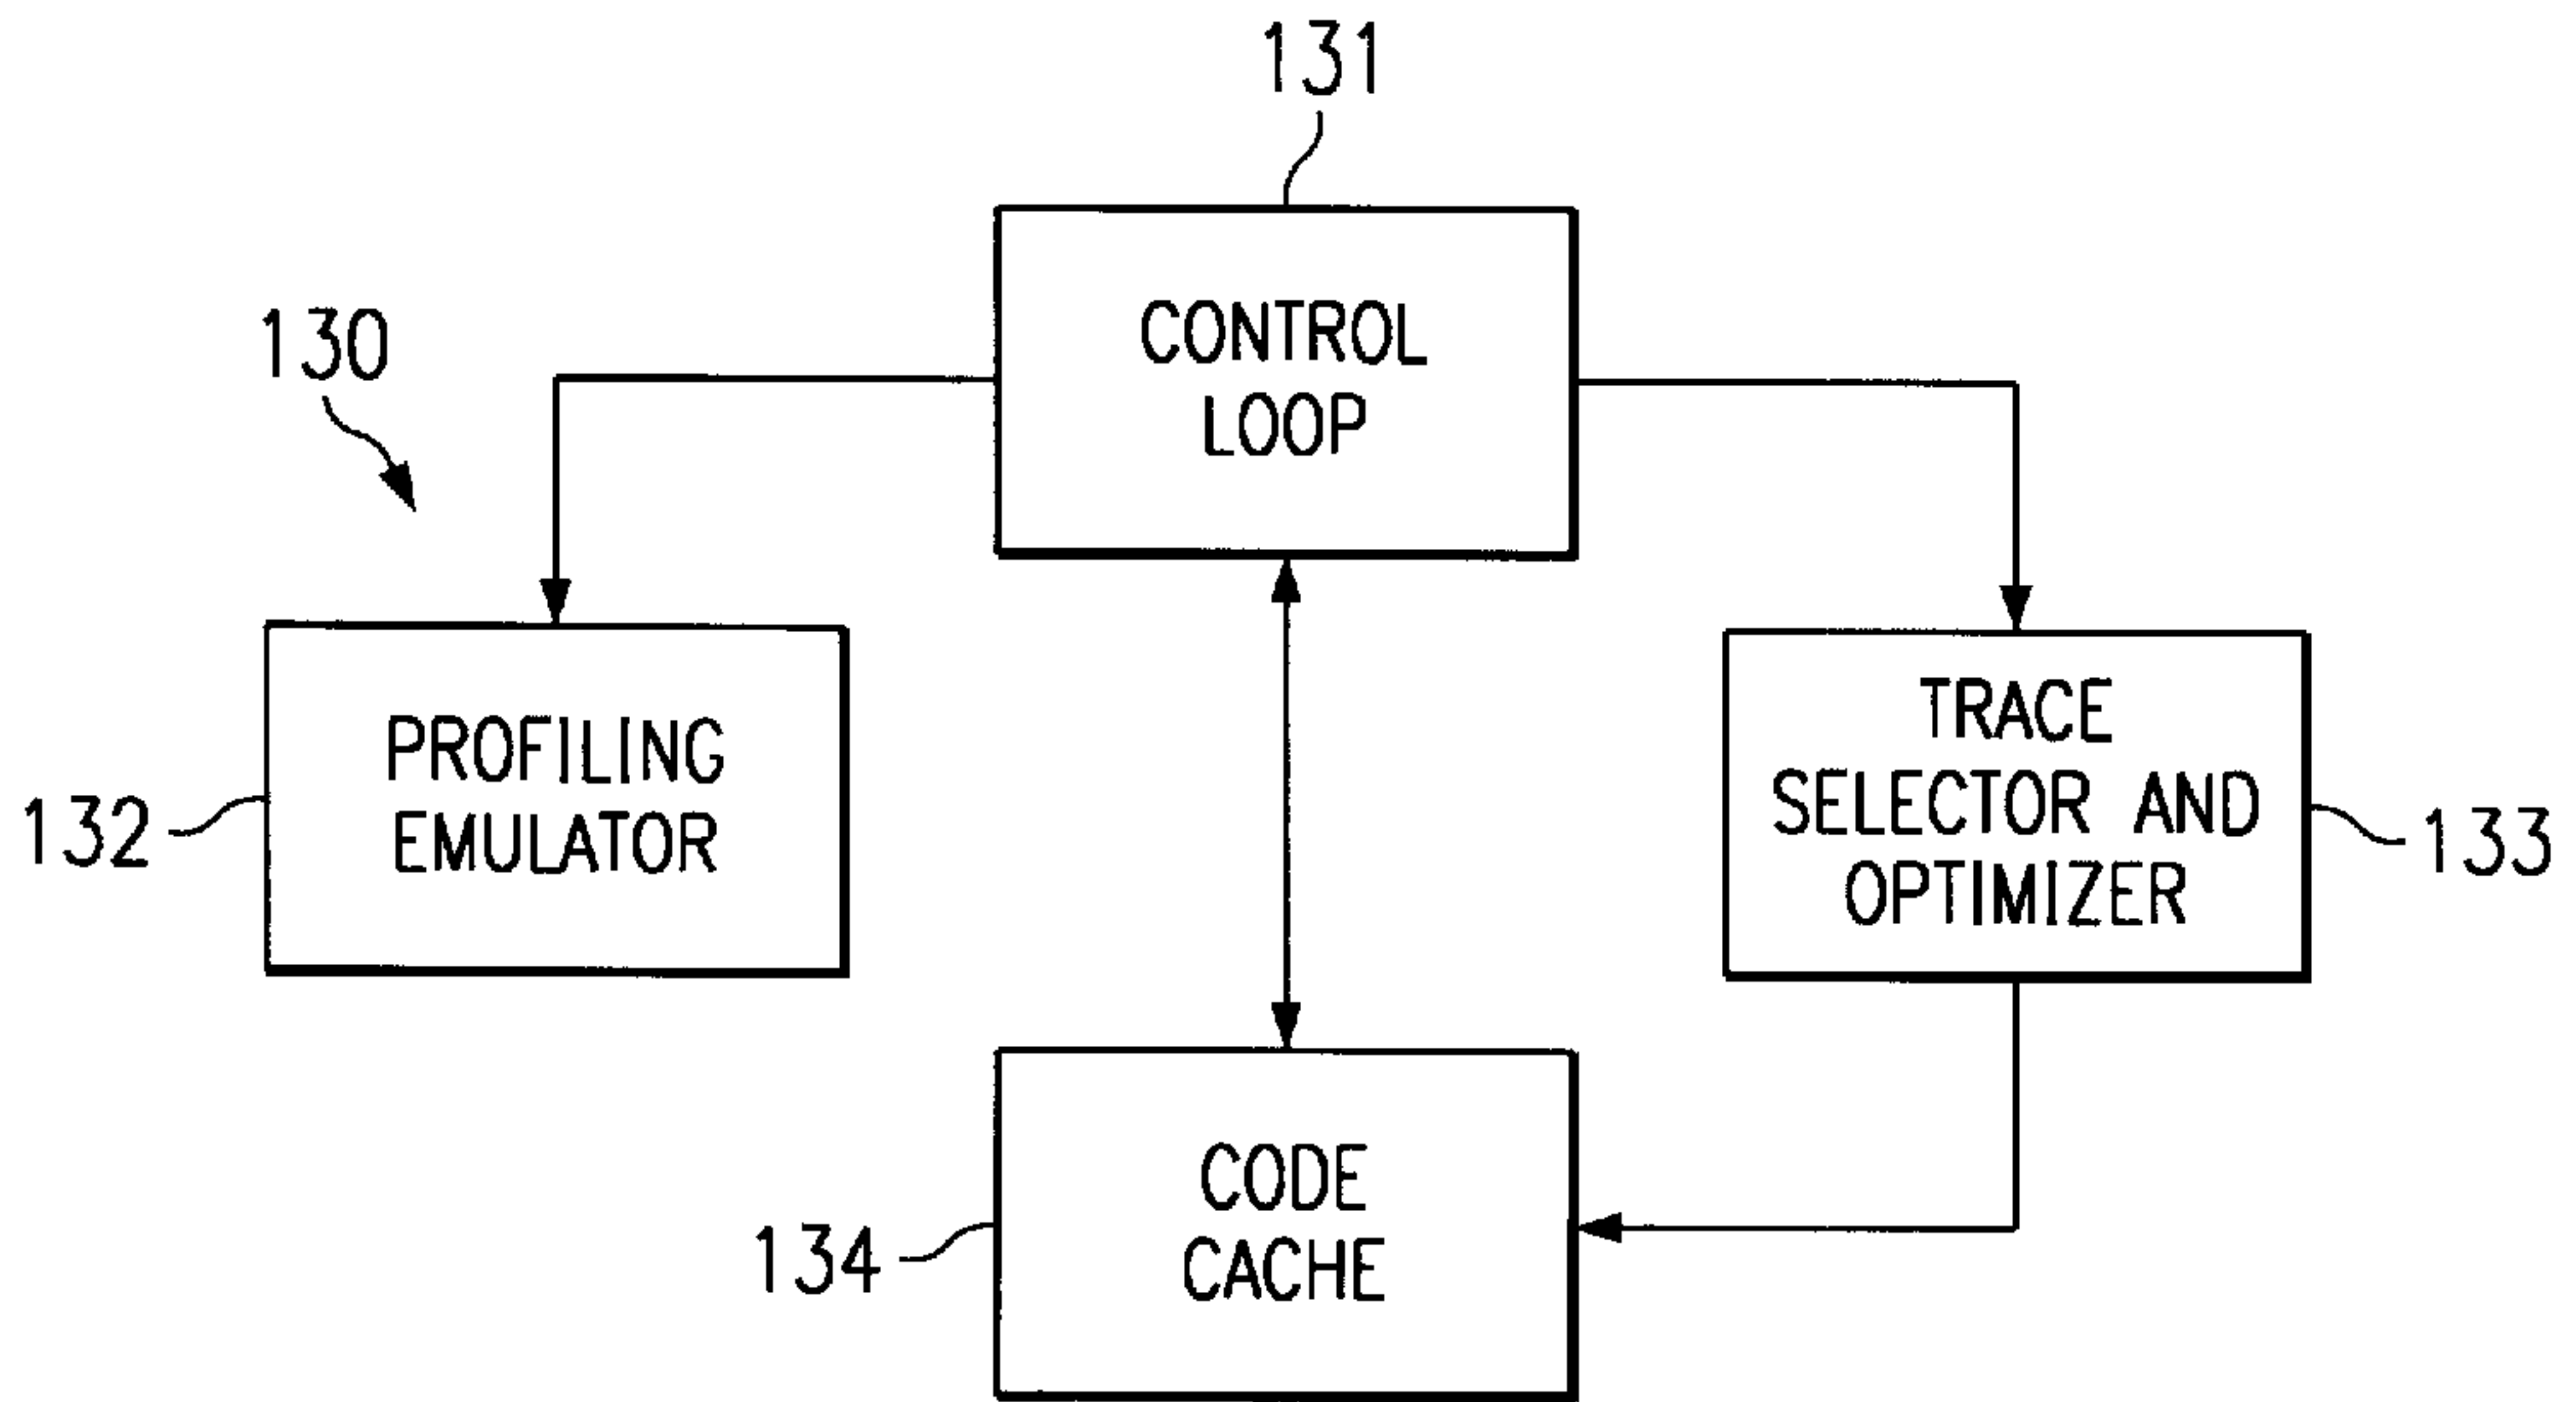 131
CONTROL
LOOP
130
PROFILING
EMULATOR
132
TRACE
SELECTOR AND
OPTIMIZER
133
CODE
CACHE
134